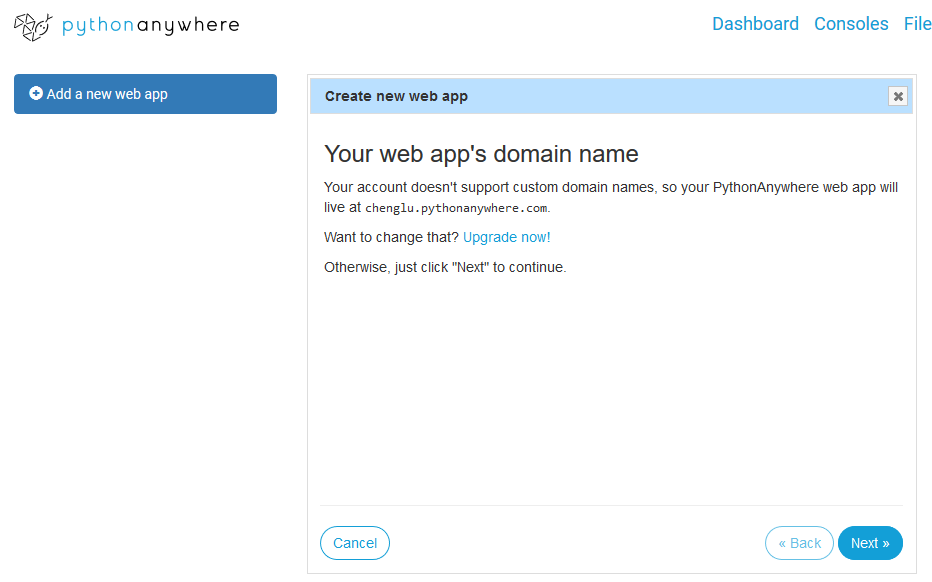 pythonanywhere
Dashboard Consoles File
Add a new web app
Create new web app
Your web app's domain name
Your account doesn't support custom domain names, so your PythonAnywhere web app will
live at chenglu.pythonanywhere.com.
Want to change that? Upgrade now!
Otherwise, just click "Next" to continue.
Cancel
« Back
Next »